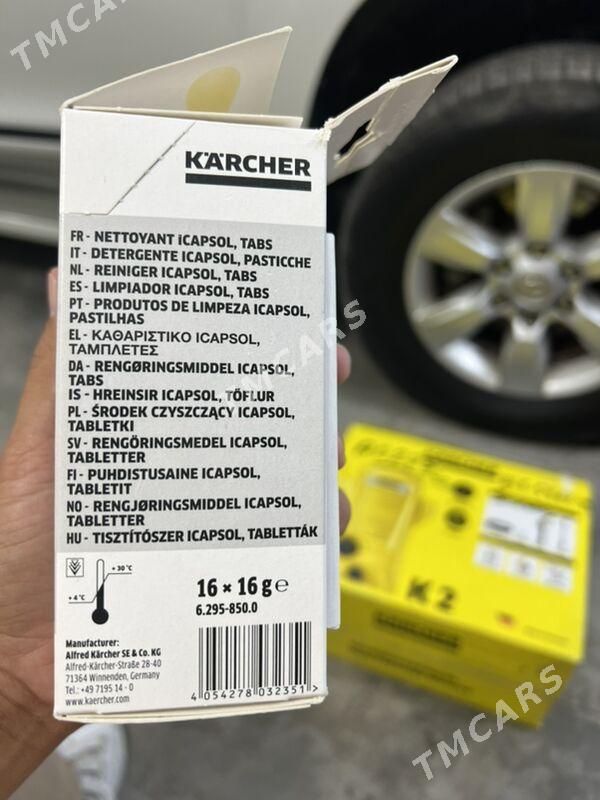 TMCARS
KÄRCHER
FR - NETTOYANT iCAPSOL, TABS
IT - DETERGENTE ICAPSOL, PASTICCHE
NL - REINIGER ICAPSOL, TABS
ES - LIMPIADOR ICAPSOL, TABS
PT - PRODUTOS DE LIMPEZA ICAPSOL,
PASTILHAS
EL - ΚΑΘΑΡΙΣΤΙΚΟ ICAPSOL,
ΤΑΜΠΛΕΤΕΣ
DA - RENGØRINGSMIDDEL ICAPSOL,
TABS
IS - HREINSIR ICAPSOL, TÖFLUR
PL - ŚRODEK CZYSZCZĄCY ICAPSOL,
TABLETKI
SV - RENGÖRINGSMEDEL ICAPSOL,
TABLETTER
FI - PUHDISTUSAINE ICAPSOL,
TABLETIT
NO - RENGJØRINGSMIDDEL ICAPSOL,
TABLETTER
HU - TISZTÍTÓSZER ICAPSOL, TABLETTÁK
+ 30 °C
+ 4 °C
16 × 16 g e
6.295-850.0
Manufacturer:
Alfred Kärcher SE & Co. KG
Alfred-Kärcher-Straße 28-40
71364 Winnenden, Germany
Tel.: +49 7195 14 - 0
www.kaercher.com
4 054278 032351 >
TMCARS
KÄRCHER
K 2
TMCARS